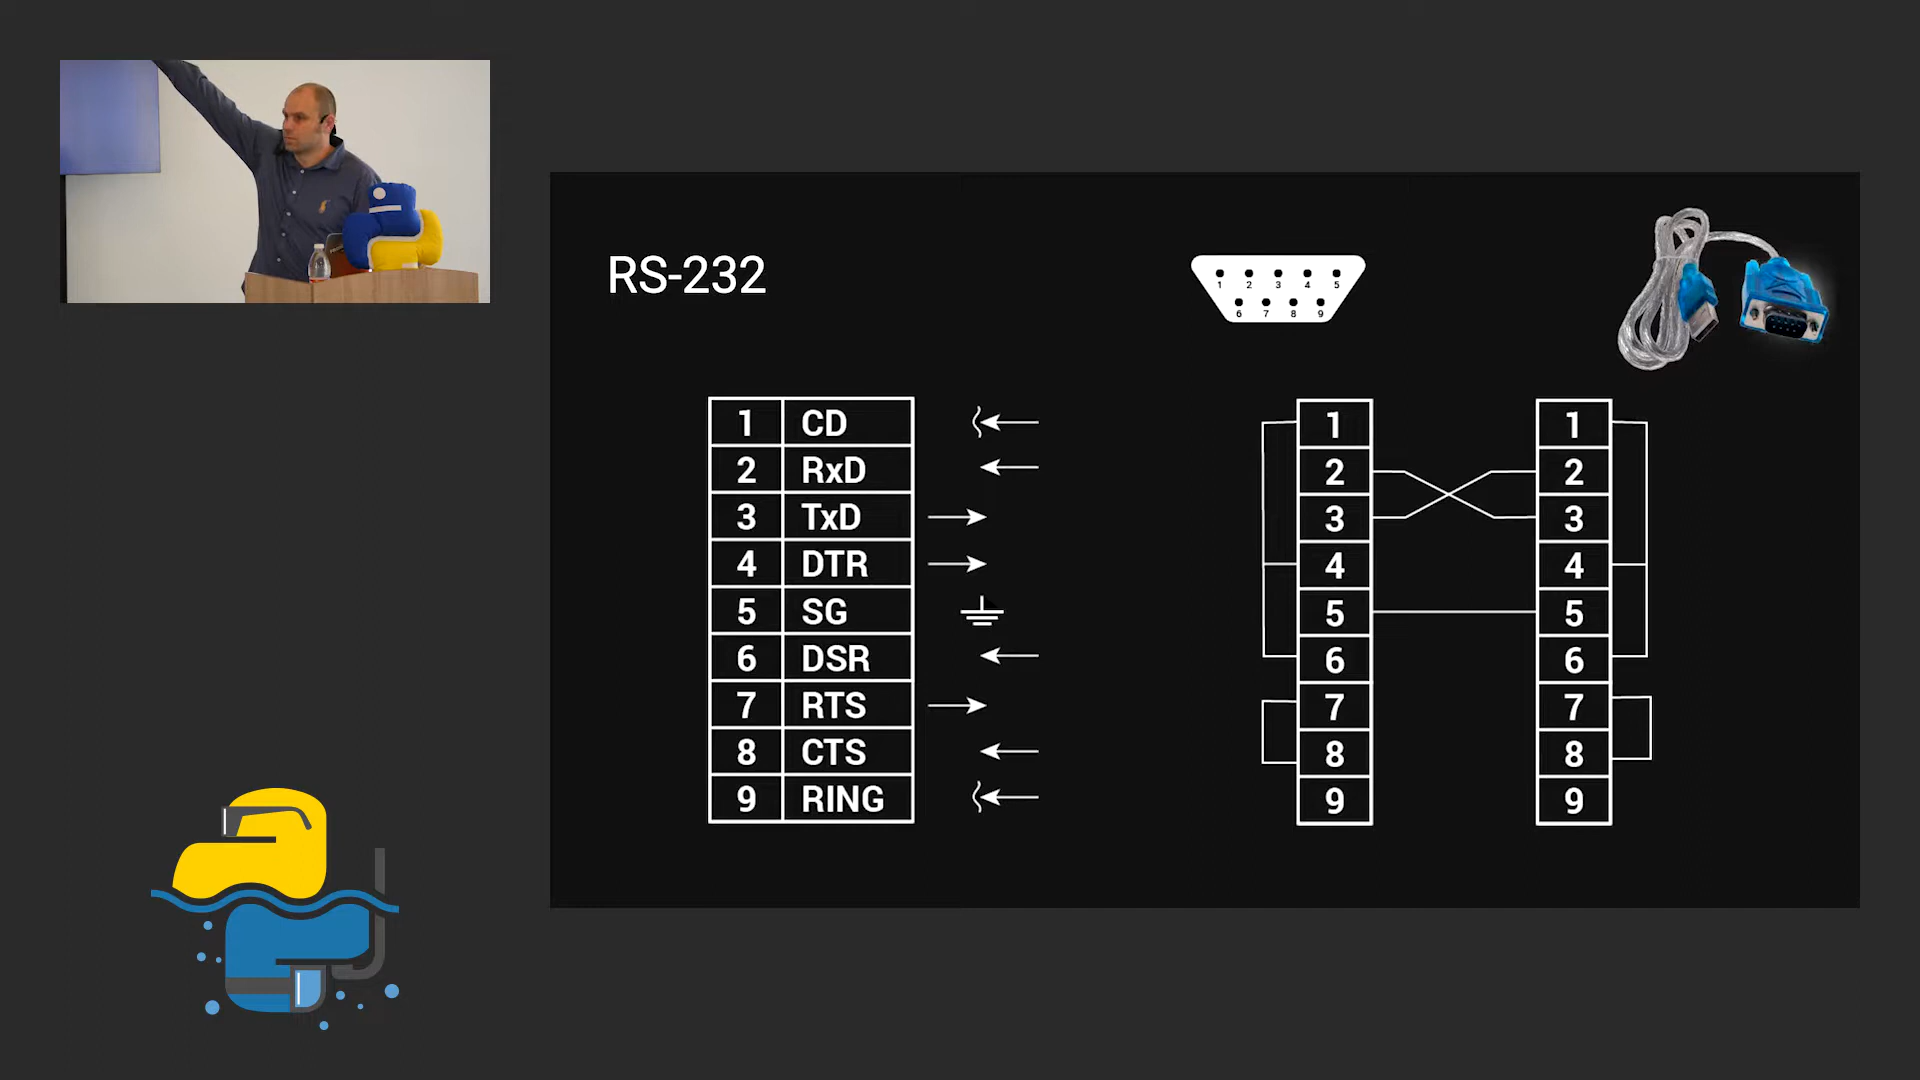 RS-232
1 2 3 4 5
6 7 8 9
1 CD
2 RxD
3 TxD
4 DTR
5 SG
6 DSR
7 RTS
8 CTS
9 RING
1 1
2 2
3 3
4 4
5 5
6 6
7 7
8 8
9 9